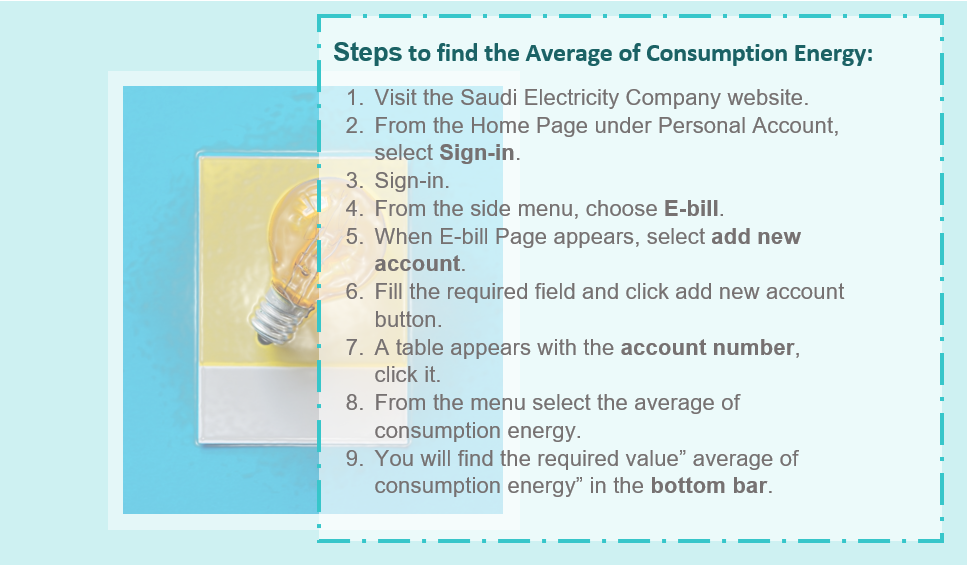 Steps to find the Average of Consumption Energy:
1. Visit the Saudi Electricity Company website.
2. From the Home Page under Personal Account,
select Sign-in.
3. Sign-in.
4. From the side menu, choose E-bill.
5. When E-bill Page appears, select add new
account.
6. Fill the required field and click add new account
button.
7. A table appears with the account number,
click it.
8. From the menu select the average of
consumption energy.
9. You will find the required value” average of
consumption energy” in the bottom bar.